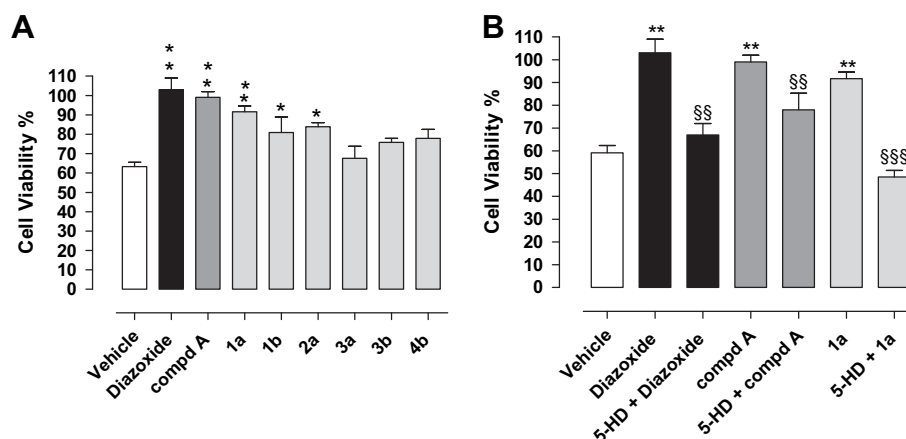 A
Cell Viability %
110
100
90
80
70
60
50
40
30
20
10
0
**
**
**
*
*
Vehicle
Diazoxide
compd A
1a
1b
2a
3a
3b
4b
B
Cell Viability %
110
100
90
80
70
60
50
40
30
20
10
0
**
§§
**
§§
**
§§§
Vehicle
Diazoxide
5-HD + Diazoxide
compd A
5-HD + compd A
1a
5-HD + 1a